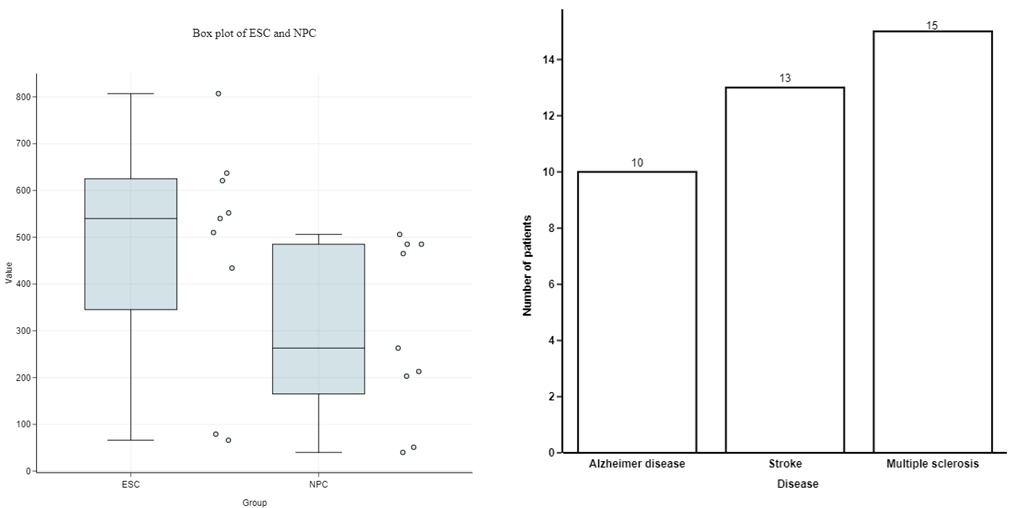 Box plot of ESC and NPC
800
700
600
500
400
300
200
100
0
Value
ESC
NPC
Group
14
12
10
8
6
4
2
0
Number of patients
10
13
15
Alzheimer disease
Stroke
Multiple sclerosis
Disease